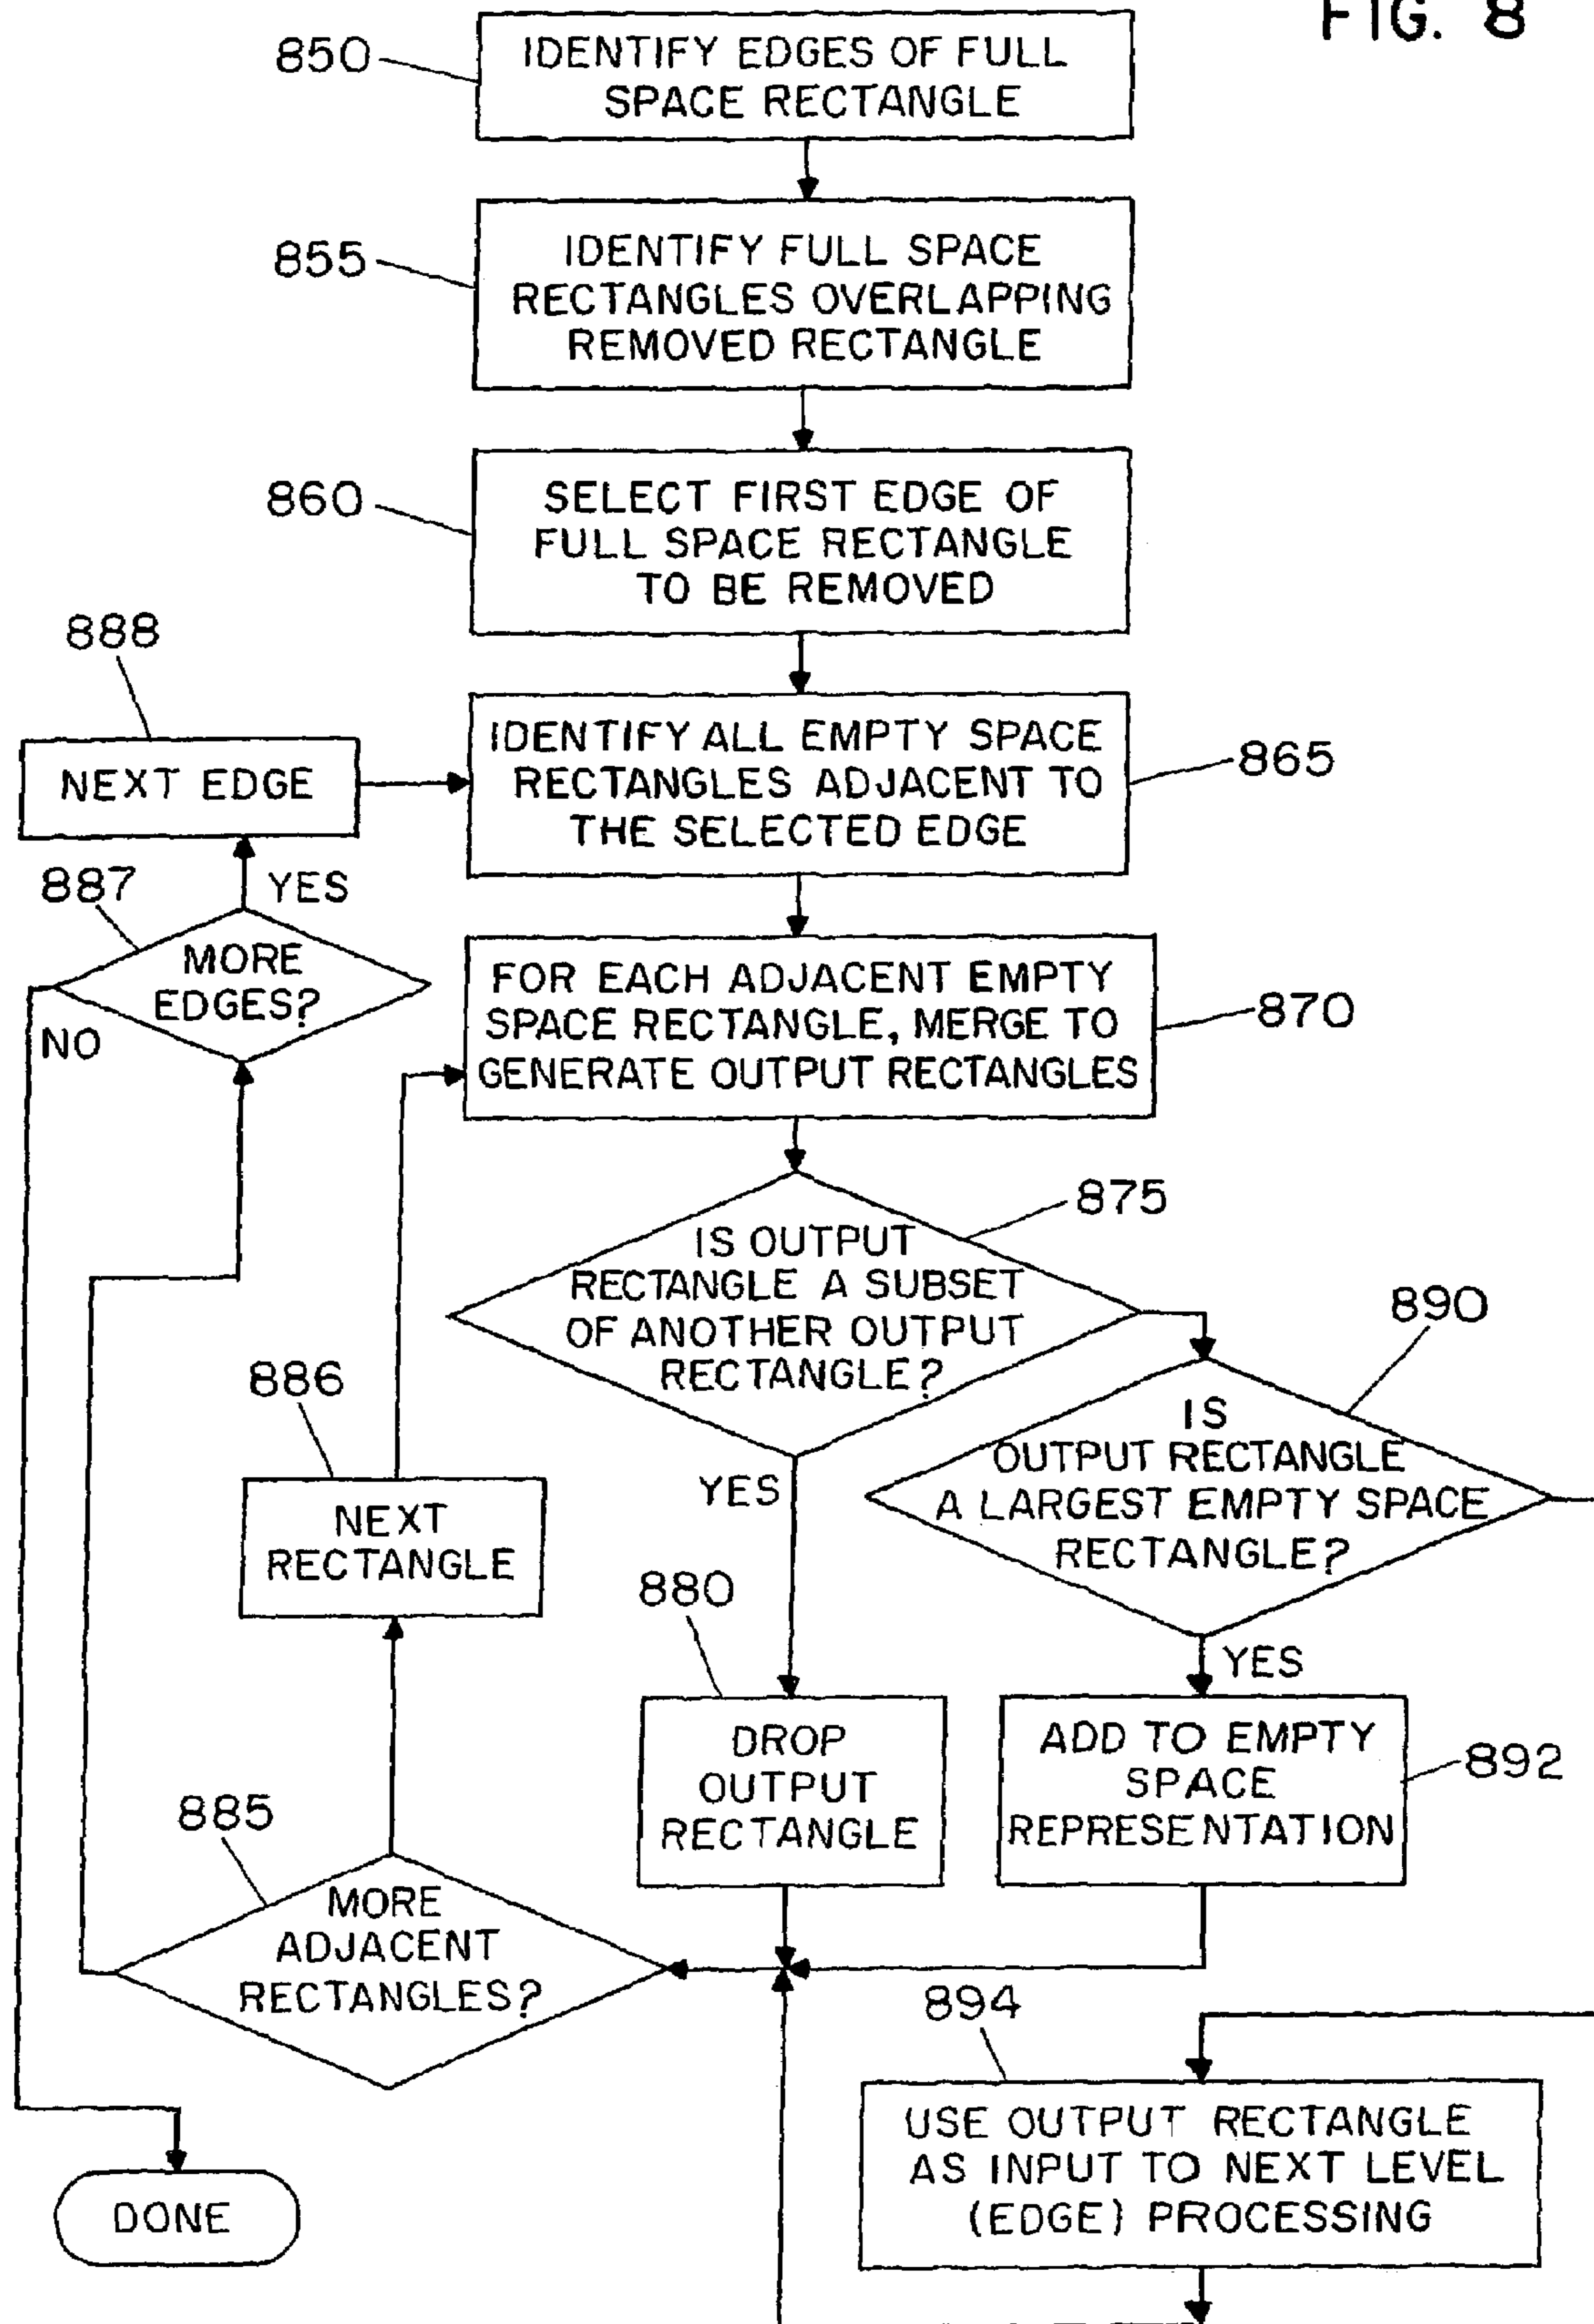 FIG. 8
850
IDENTIFY EDGES OF FULL
SPACE RECTANGLE
855
IDENTIFY FULL SPACE
RECTANGLES OVERLAPPING
REMOVED RECTANGLE
860
SELECT FIRST EDGE OF
FULL SPACE RECTANGLE
TO BE REMOVED
888
NEXT EDGE
IDENTIFY ALL EMPTY SPACE
RECTANGLES ADJACENT TO
THE SELECTED EDGE
865
887
YES
MORE
EDGES?
NO
FOR EACH ADJACENT EMPTY
SPACE RECTANGLE, MERGE TO
GENERATE OUTPUT RECTANGLES
870
875
IS OUTPUT
RECTANGLE A SUBSET
OF ANOTHER OUTPUT
RECTANGLE?
890
IS
OUTPUT RECTANGLE
A LARGEST EMPTY SPACE
RECTANGLE?
886
NEXT
RECTANGLE
YES
880
DROP
OUTPUT
RECTANGLE
YES
ADD TO EMPTY
SPACE
REPRESENTATION
892
885
MORE
ADJACENT
RECTANGLES?
894
USE OUTPUT RECTANGLE
AS INPUT TO NEXT LEVEL
(EDGE) PROCESSING
DONE